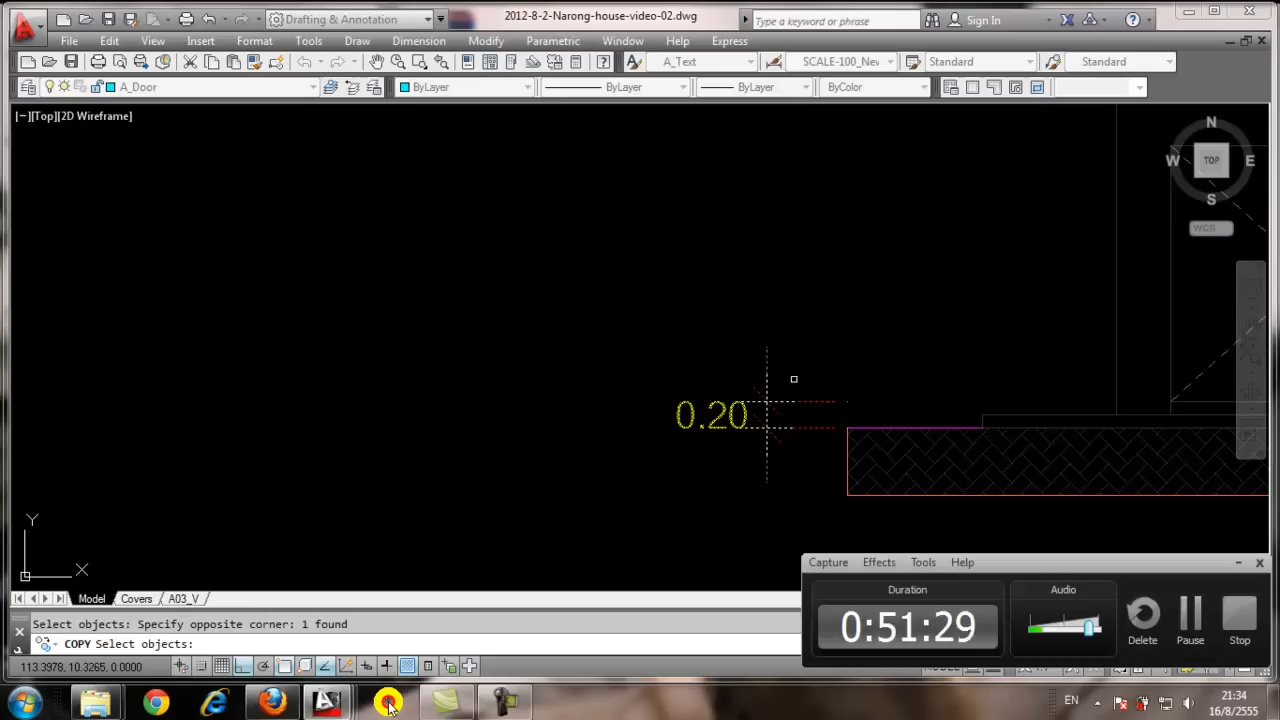 Drafting & Annotation
2012-8-2-Narong-house-video-02.dwg
Type a keyword or phrase
Sign In
File Edit View Insert Format Tools Draw Dimension Modify Parametric Window Help Express
A_Text
SCALE-100_Nev
Standard
Standard
A_Door
ByLayer
ByLayer
ByLayer
ByColor
[−][Top][2D Wireframe]
N
W
TOP
E
S
WCS
0.20
Y
X
Capture Effects Tools Help
Duration
Audio
0:51:29
Delete
Pause
Stop
Model
Covers
A03_V
Select objects: Specify opposite corner: 1 found
COPY Select objects:
113.3978, 10.3265, 0.0000
EN
21:34
16/8/2555